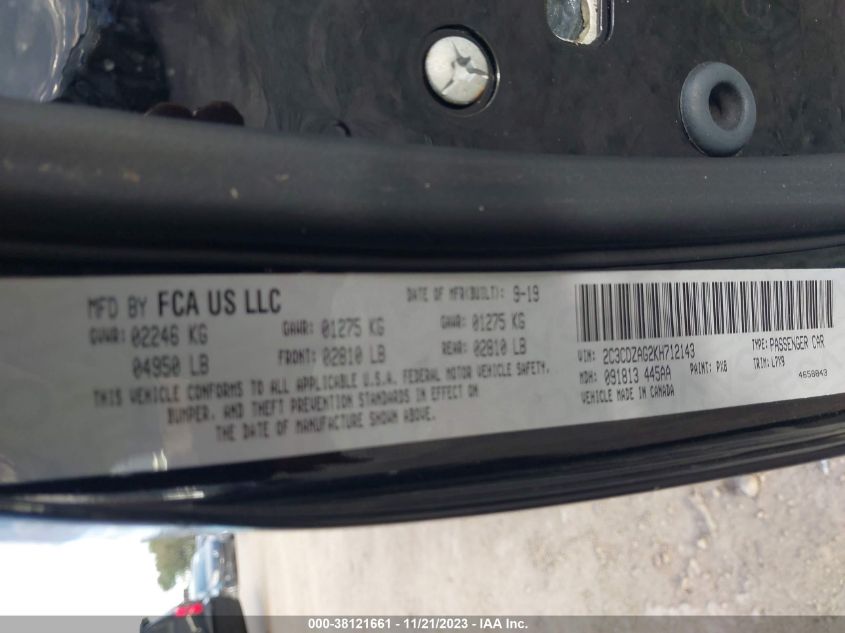 MFD BY FCA US LLC
DATE OF MFR(BUILT): 9-19
GVWR: 02246 KG GAWR: 01275 KG GAWR: 01275 KG
04950 LB FRONT: 02810 LB REAR: 02810 LB
THIS VEHICLE CONFORMS TO ALL APPLICABLE U.S.A. FEDERAL MOTOR VEHICLE SAFETY,
BUMPER, AND THEFT PREVENTION STANDARDS IN EFFECT ON
THE DATE OF MANUFACTURE SHOWN ABOVE.
VIN: 2C3CDZAG2KH712143 TYPE: PASSENGER CAR
MDH: 091813 445AA PAINT: PX8 TRIM: L7X9
VEHICLE MADE IN CANADA 4658843
000-38121661 - 11/21/2023 - IAA Inc.